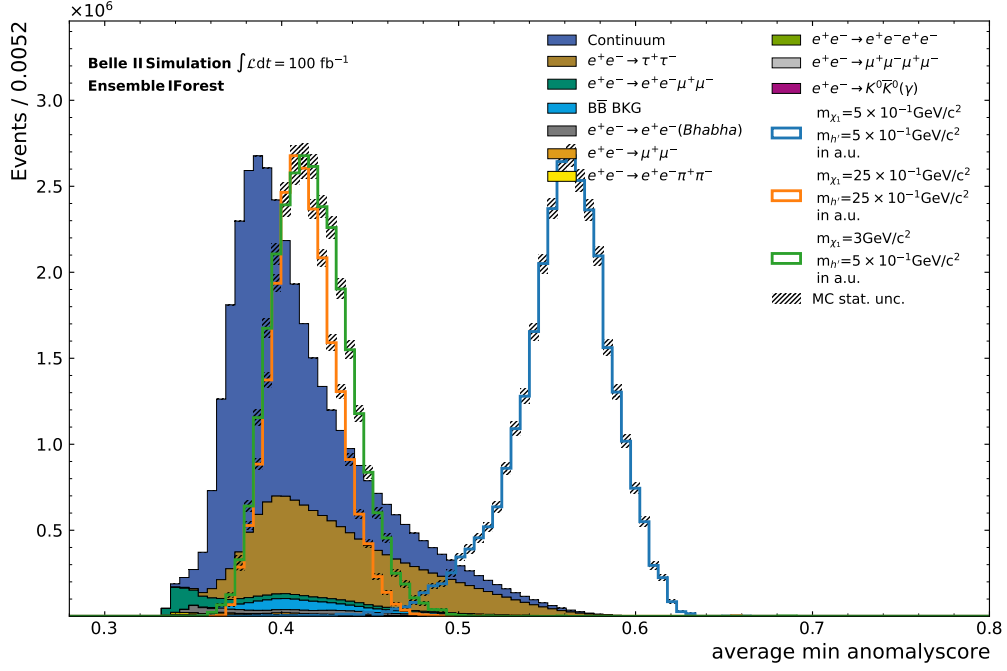 ×10⁶
Events / 0.0052
3.0
2.5
2.0
1.5
1.0
0.5
0.3
0.4
0.5
0.6
0.7
0.8
average min anomalyscore
Belle II Simulation ∫ℒdt = 100 fb⁻¹
Ensemble IForest
Continuum
e⁺e⁻→τ⁺τ⁻
e⁺e⁻→e⁺e⁻μ⁺μ⁻
BB̅ BKG
e⁺e⁻→e⁺e⁻(Bhabha)
e⁺e⁻→μ⁺μ⁻
e⁺e⁻→e⁺e⁻π⁺π⁻
e⁺e⁻→e⁺e⁻e⁺e⁻
e⁺e⁻→μ⁺μ⁻μ⁺μ⁻
e⁺e⁻→K⁰K̅⁰(γ)
m_χ₁=5×10⁻¹GeV/c²
m_h′=5×10⁻¹GeV/c²
in a.u.
m_χ₁=25×10⁻¹GeV/c²
m_h′=25×10⁻¹GeV/c²
in a.u.
m_χ₁=3GeV/c²
m_h′=5×10⁻¹GeV/c²
in a.u.
MC stat. unc.